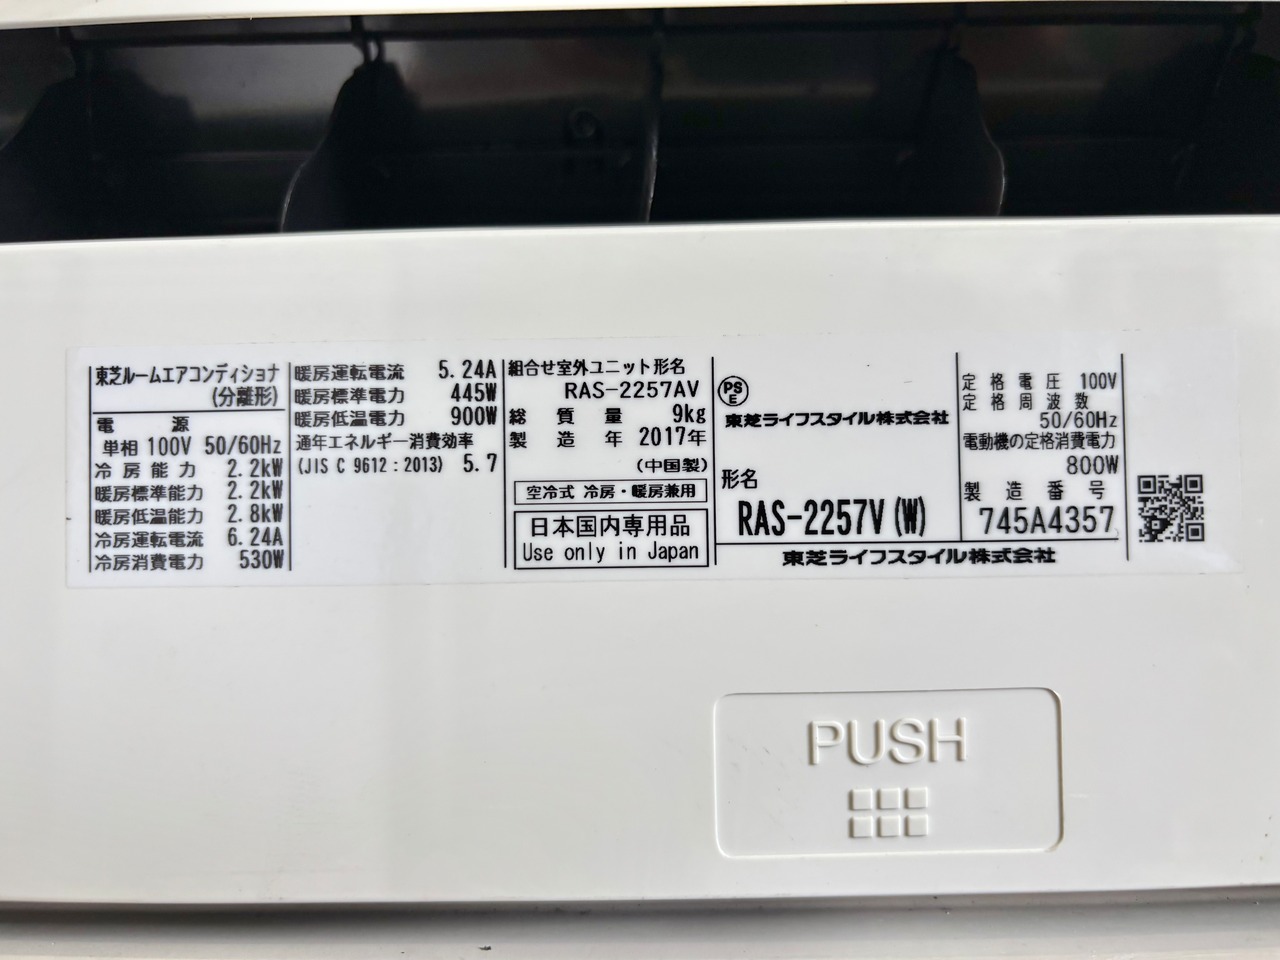 東芝ルームエアコンディショナ
(分離形)
電 源
単相 100V 50/60Hz
冷房能力 2.2kW
暖房標準能力 2.2kW
暖房低温能力 2.8kW
冷房運転電流 6.24A
冷房消費電力 530W
暖房運転電流 5.24A
暖房標準電力 445W
暖房低温電力 900W
通年エネルギー消費効率
(JIS C 9612:2013) 5.7
組合せ室外ユニット形名
RAS-2257AV
総質量 9kg
製造年 2017年
(中国製)
空冷式 冷房・暖房兼用
日本国内専用品
Use only in Japan
PS
E
東芝ライフスタイル株式会社
形名
RAS-2257V(W)
定格電圧 100V
定格周波数
50/60Hz
電動機の定格消費電力
800W
製造番号
745A4357
東芝ライフスタイル株式会社
PUSH